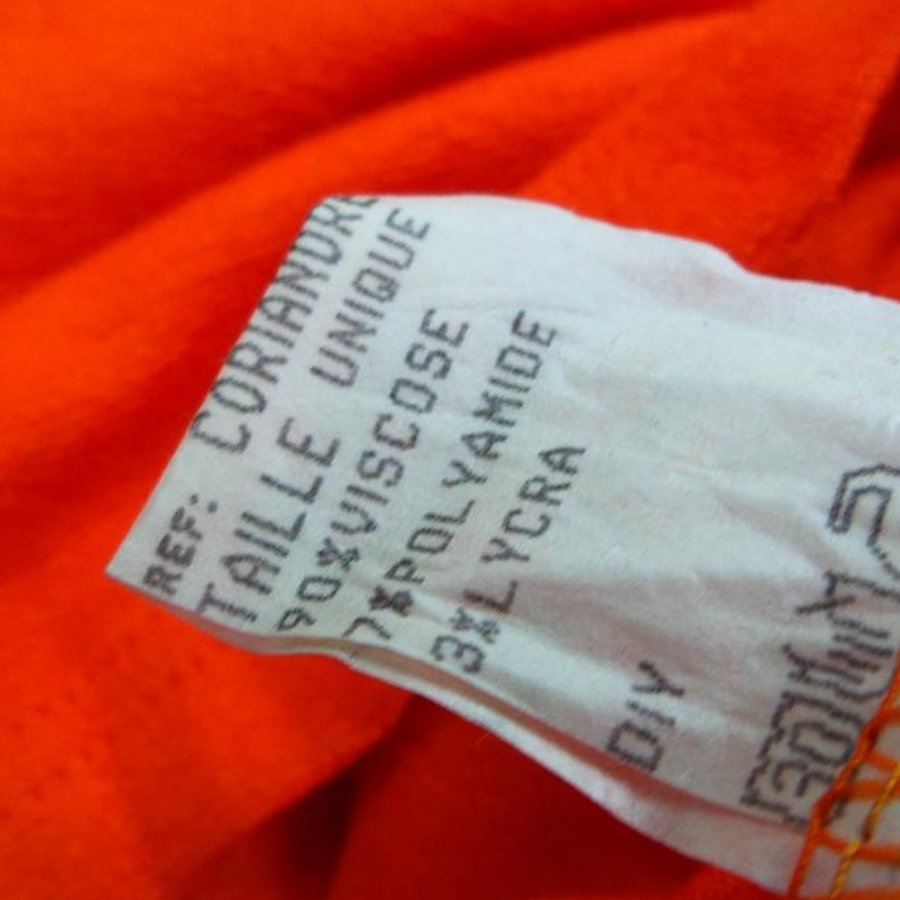 REF: CORIANDRE
TAILLE UNIQUE
90%VISCOSE
7%POLYAMIDE
3%LYCRA
DIY